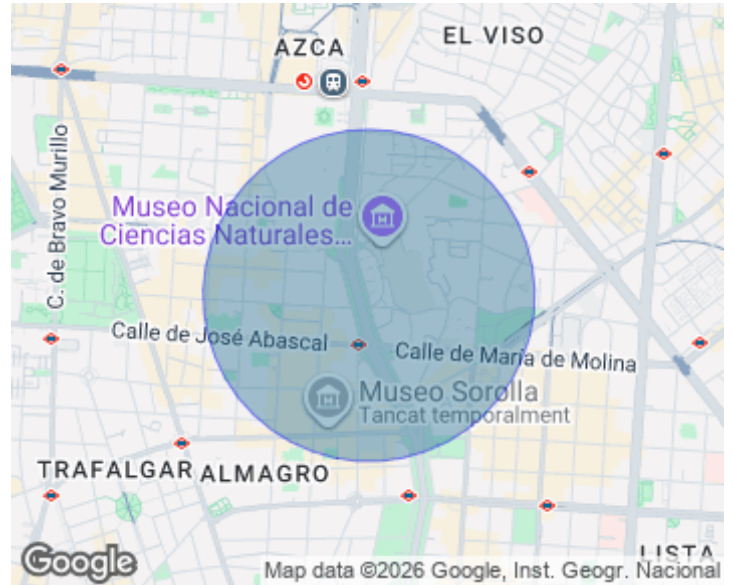 AZCA
EL VISO
C. de Bravo Murillo
Museo Nacional de
Ciencias Naturales...
Calle de José Abascal
Calle de María de Molina
Museo Sorolla
Tancat temporalment
TRAFALGAR
ALMAGRO
LISTA
Google
Map data ©2026 Google, Inst. Geogr. Nacional